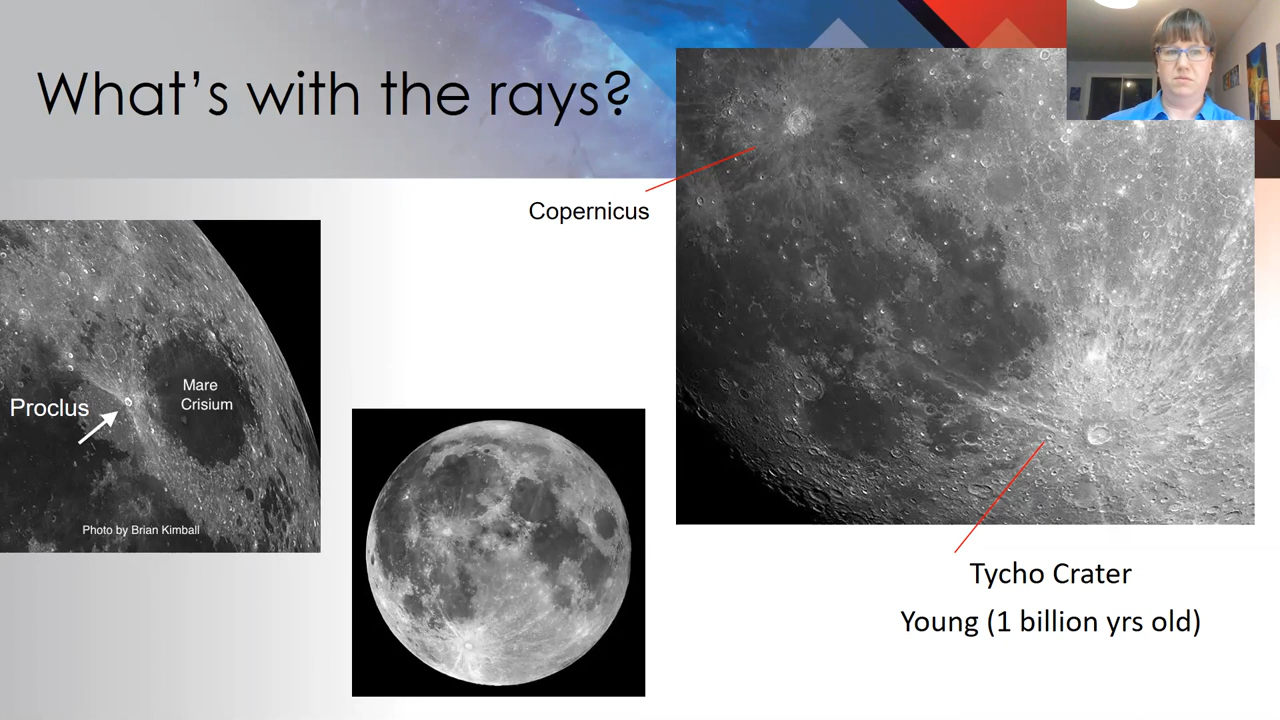 What's with the rays?
Copernicus
Mare
Crisium
Proclus
Photo by Brian Kimball
Tycho Crater
Young (1 billion yrs old)